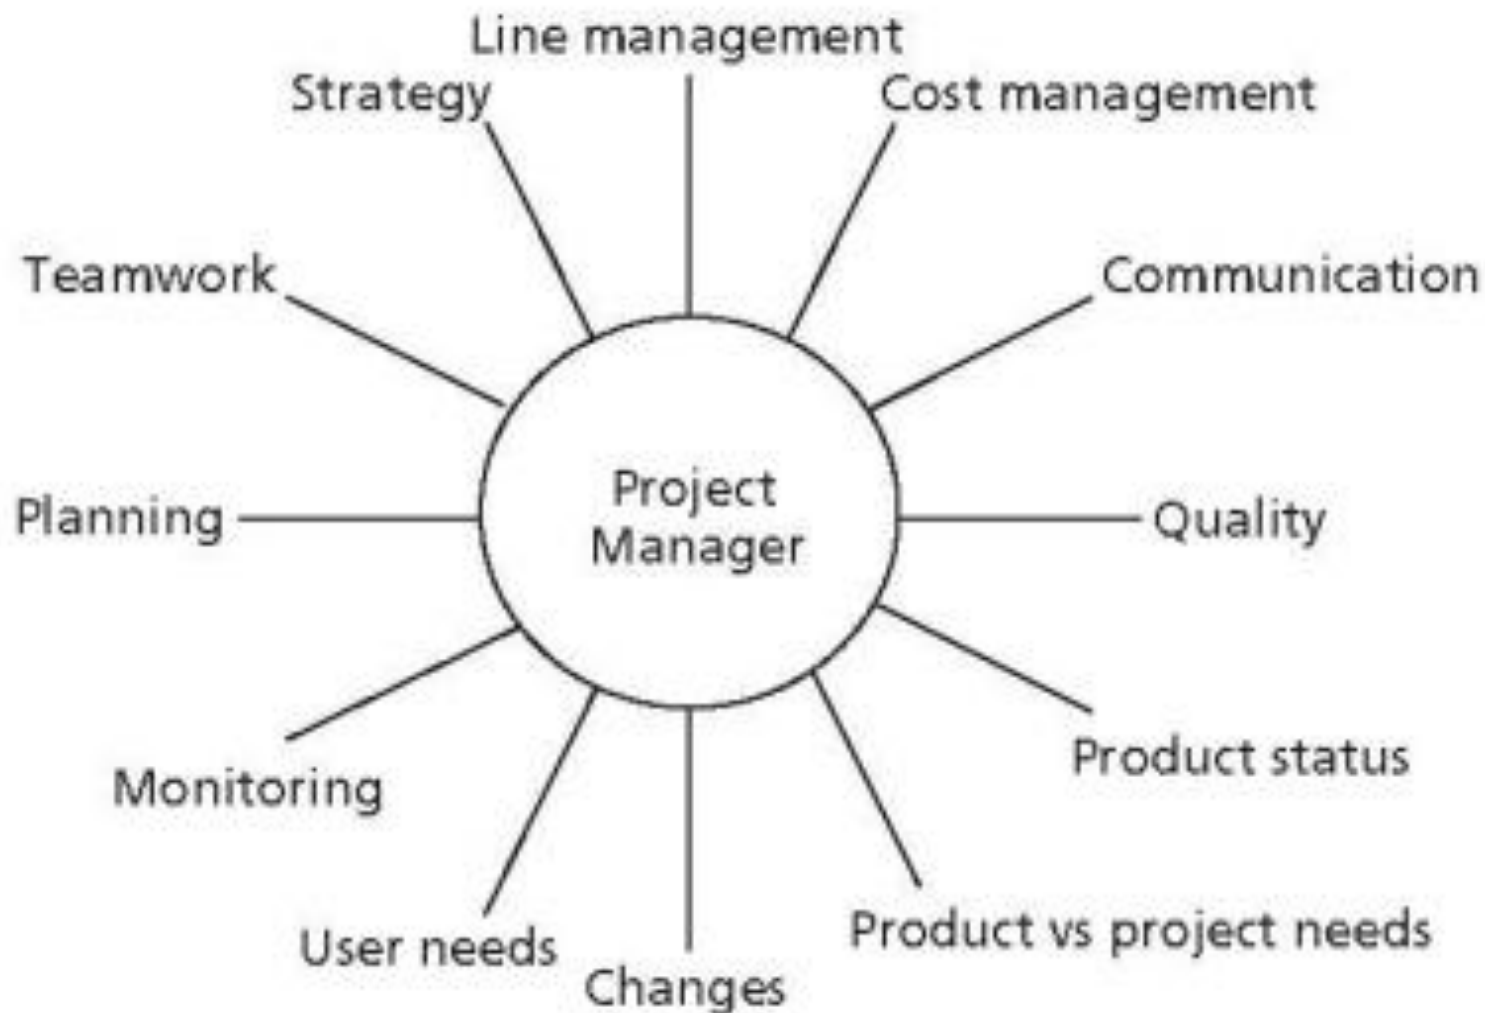 Line management
Strategy
Cost management
Teamwork
Communication
Project
Manager
Planning
Quality
Product status
Monitoring
Product vs project needs
User needs
Changes